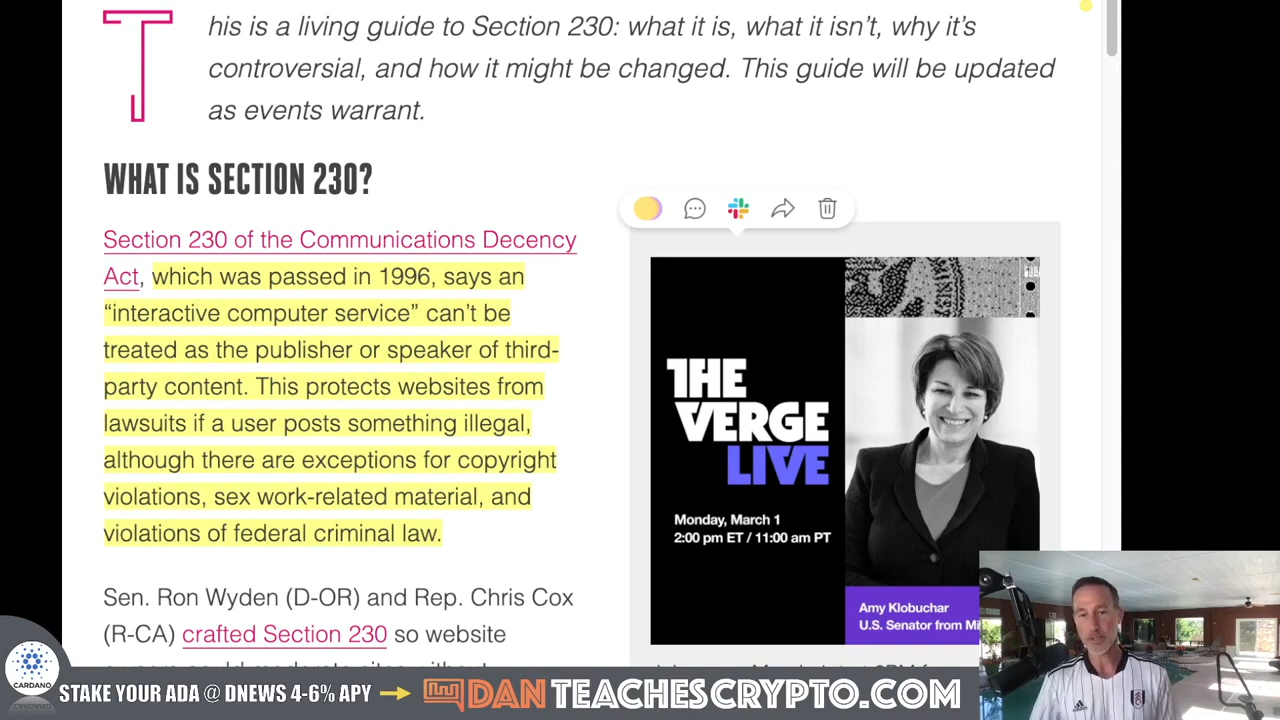 This is a living guide to Section 230: what it is, what it isn’t, why it’s
controversial, and how it might be changed. This guide will be updated
as events warrant.
WHAT IS SECTION 230?
Section 230 of the Communications Decency
Act, which was passed in 1996, says an
“interactive computer service” can’t be
treated as the publisher or speaker of third-
party content. This protects websites from
lawsuits if a user posts something illegal,
although there are exceptions for copyright
violations, sex work-related material, and
violations of federal criminal law.
Sen. Ron Wyden (D-OR) and Rep. Chris Cox
(R-CA) crafted Section 230 so website
THE
VERGE
LIVE
Monday, March 1
2:00 pm ET / 11:00 am PT
Amy Klobuchar
U.S. Senator from
CARDANO
STAKE YOUR ADA @ DNEWS 4-6% APY
DANTEACHESCRYPTO.COM